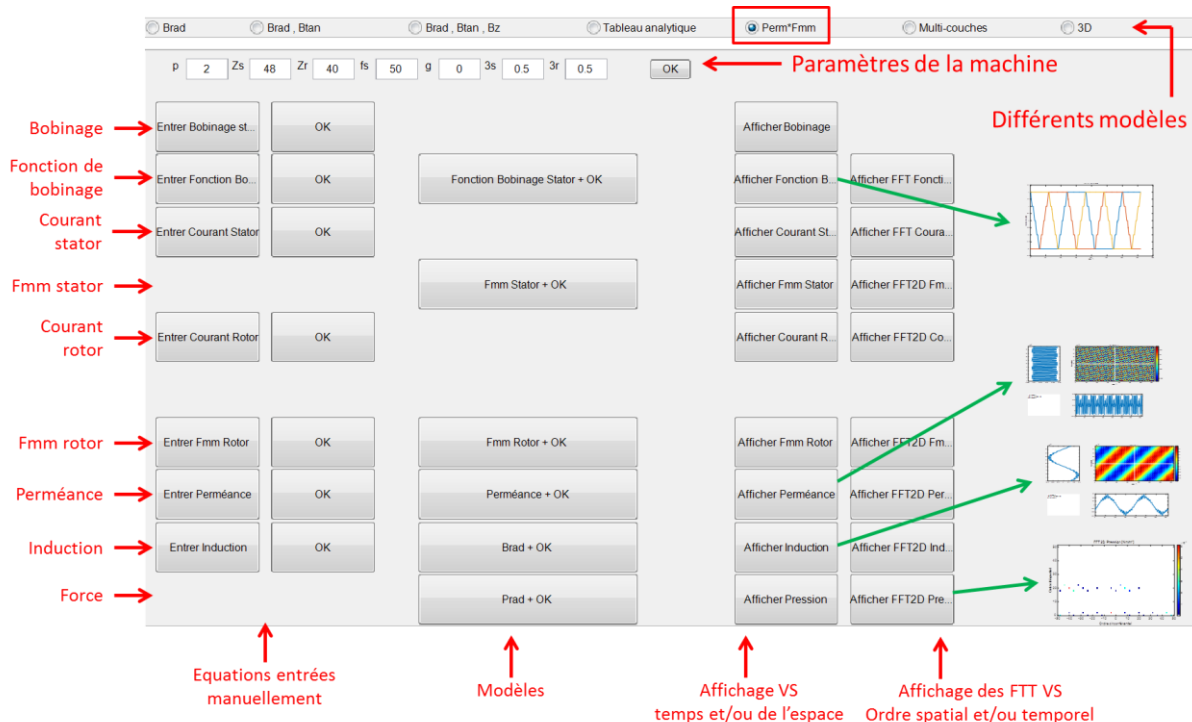 Brad
Brad , Btan
Brad , Btan , Bz
Tableau analytique
Perm*Fmm
Multi-couches
3D
p 2 Zs 48 Zr 40 fs 50 g 0 3s 0.5 3r 0.5 OK
Paramètres de la machine
Différents modèles
Bobinage
Entrer Bobinage st...
OK
Afficher Bobinage
Fonction de
bobinage
Entrer Fonction Bo...
OK
Fonction Bobinage Stator + OK
Afficher Fonction B...
Afficher FFT Foncti...
Courant
stator
Entrer Courant Stator
OK
Afficher Courant St...
Afficher FFT Coura...
Fmm stator
Fmm Stator + OK
Afficher Fmm Stator
Afficher FFT2D Fm...
Courant
rotor
Entrer Courant Rotor
OK
Afficher Courant R...
Afficher FFT2D Co...
Fmm rotor
Entrer Fmm Rotor
OK
Fmm Rotor + OK
Afficher Fmm Rotor
Afficher FFT2D Fm...
Perméance
Entrer Perméance
OK
Perméance + OK
Afficher Perméance
Afficher FFT2D Per...
Induction
Entrer Induction
OK
Brad + OK
Afficher Induction
Afficher FFT2D Ind...
Force
Prad + OK
Afficher Pression
Afficher FFT2D Pre...
Equations entrées
manuellement
Modèles
Affichage VS
temps et/ou de l'espace
Affichage des FTT VS
Ordre spatial et/ou temporel